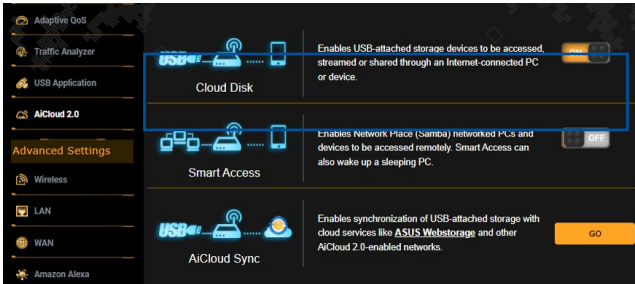 Adaptive QoS
Traffic Analyzer
USB Application
AiCloud 2.0
Advanced Settings
Wireless
LAN
WAN
Amazon Alexa
USB
Cloud Disk
Enables USB-attached storage devices to be accessed,
streamed or shared through an Internet-connected PC
or device.
ON
Smart Access
Enables Network Place (Samba) networked PCs and
devices to be accessed remotely. Smart Access can
also wake up a sleeping PC.
OFF
USB
AiCloud Sync
Enables synchronization of USB-attached storage with
cloud services like ASUS Webstorage and other
AiCloud 2.0-enabled networks.
GO